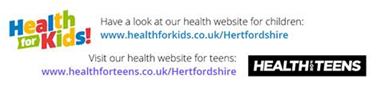 Health for Kids!
Have a look at our health website for children:
www.healthforkids.co.uk/Hertfordshire
Visit our health website for teens:
www.healthforteens.co.uk/Hertfordshire
HEALTH FOR TEENS